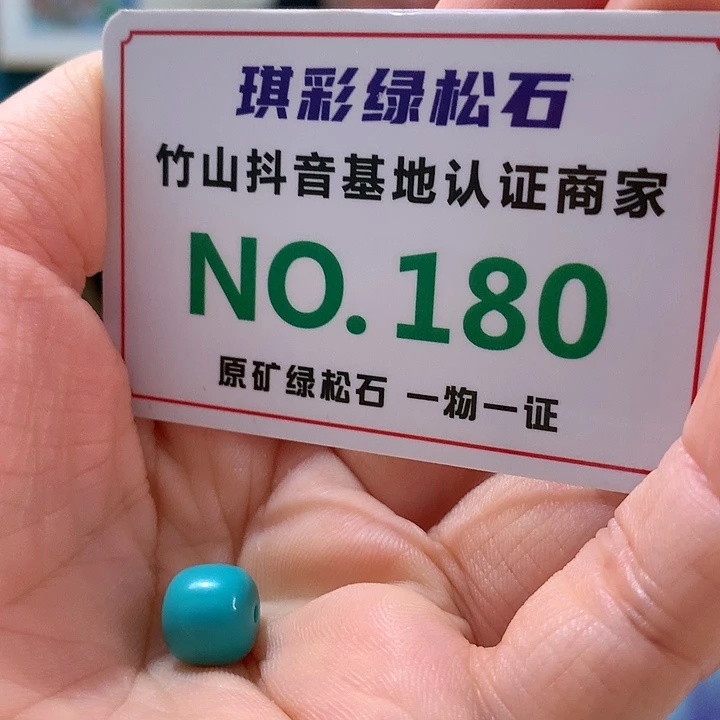 琪彩绿松石
竹山抖音基地认证商家
NO.180
原矿绿松石 一物一证